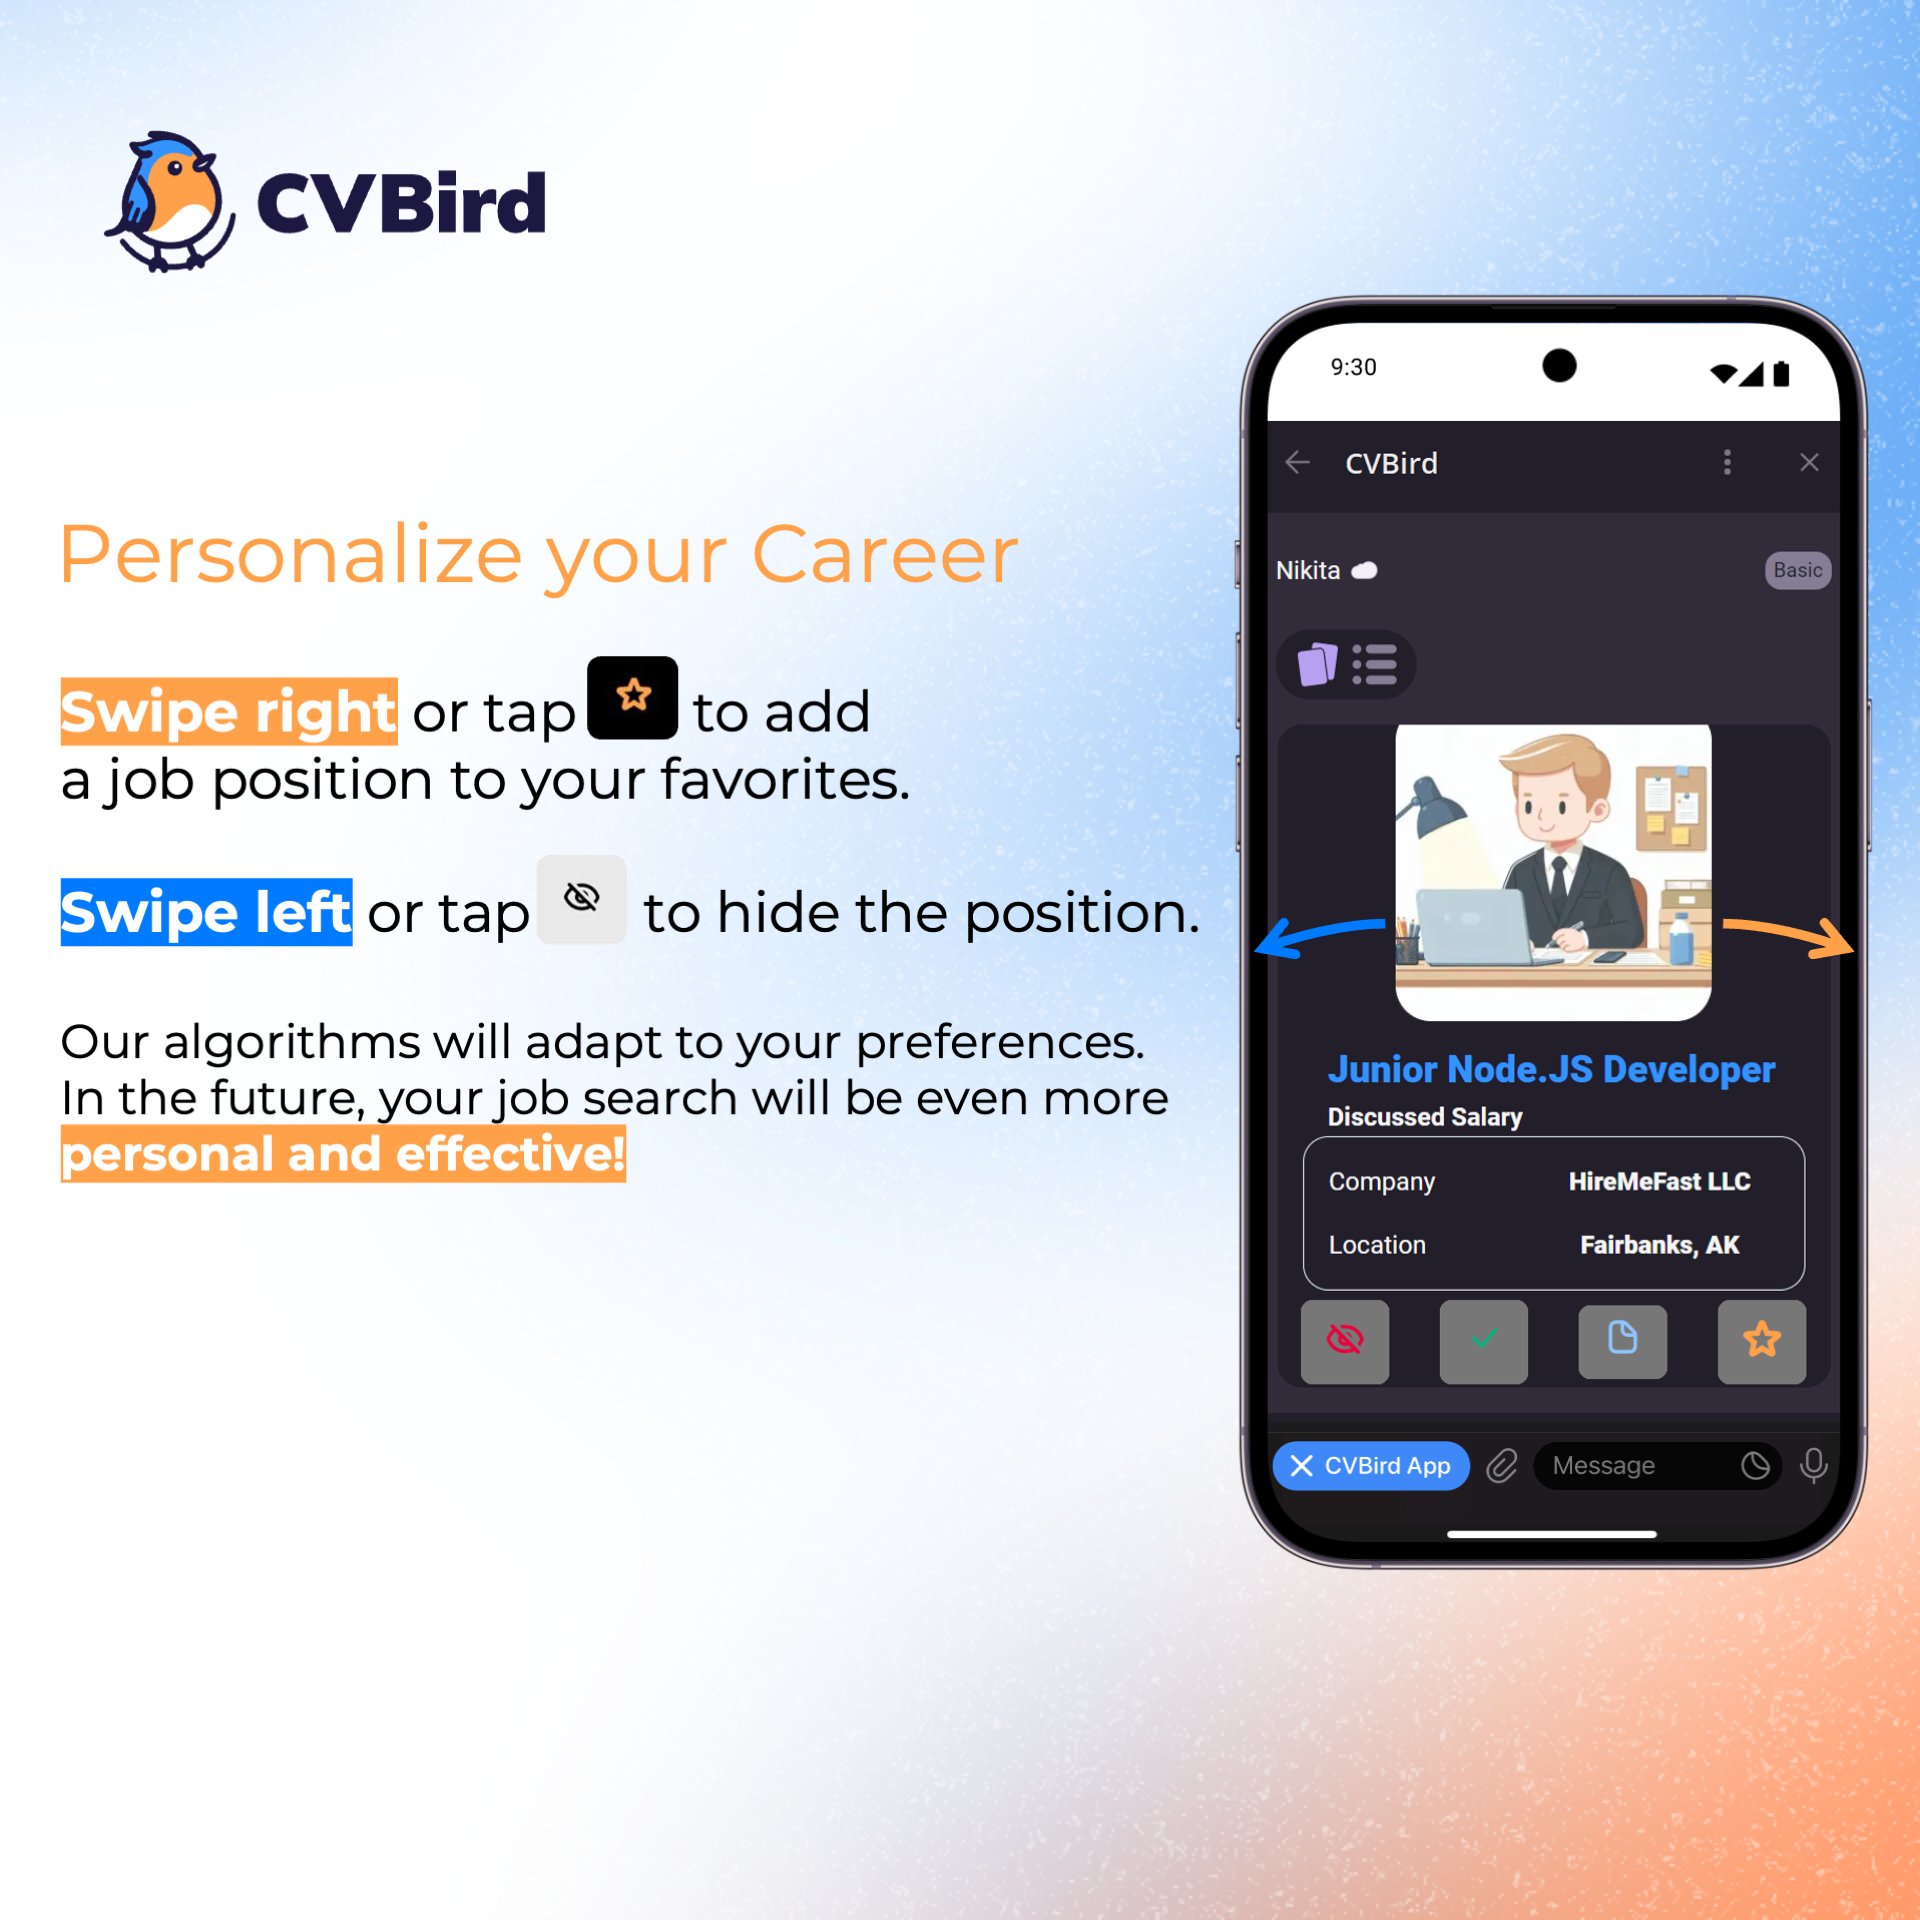 CVBird
Personalize your Career
Swipe right or tap to add
a job position to your favorites.
Swipe left or tap to hide the position.
Our algorithms will adapt to your preferences.
In the future, your job search will be even more
personal and effective!
9:30
CVBird
Nikita
Basic
Junior Node.JS Developer
Discussed Salary
Company HireMeFast LLC
Location Fairbanks, AK
CVBird App
Message